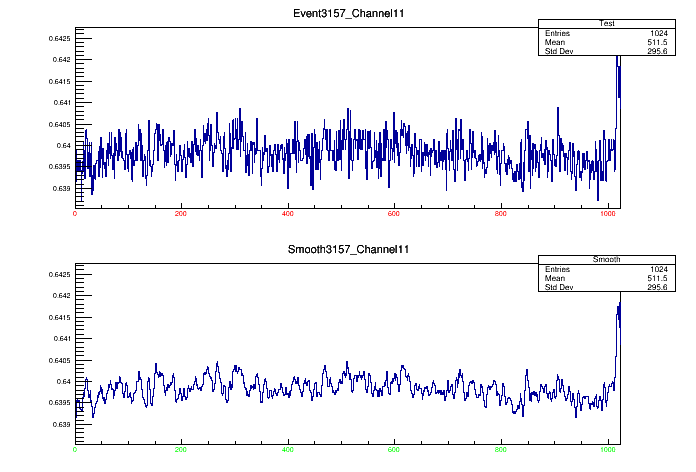 Event3157_Channel11
Test
Entries 1024
Mean 511.5
Std Dev 295.6
0.6425
0.642
0.6415
0.641
0.6405
0.64
0.6395
0.639
0 200 400 600 800 1000
Smooth3157_Channel11
Smooth
Entries 1024
Mean 511.5
Std Dev 295.6
0.6425
0.642
0.6415
0.641
0.6405
0.64
0.6395
0.639
0 200 400 600 800 1000